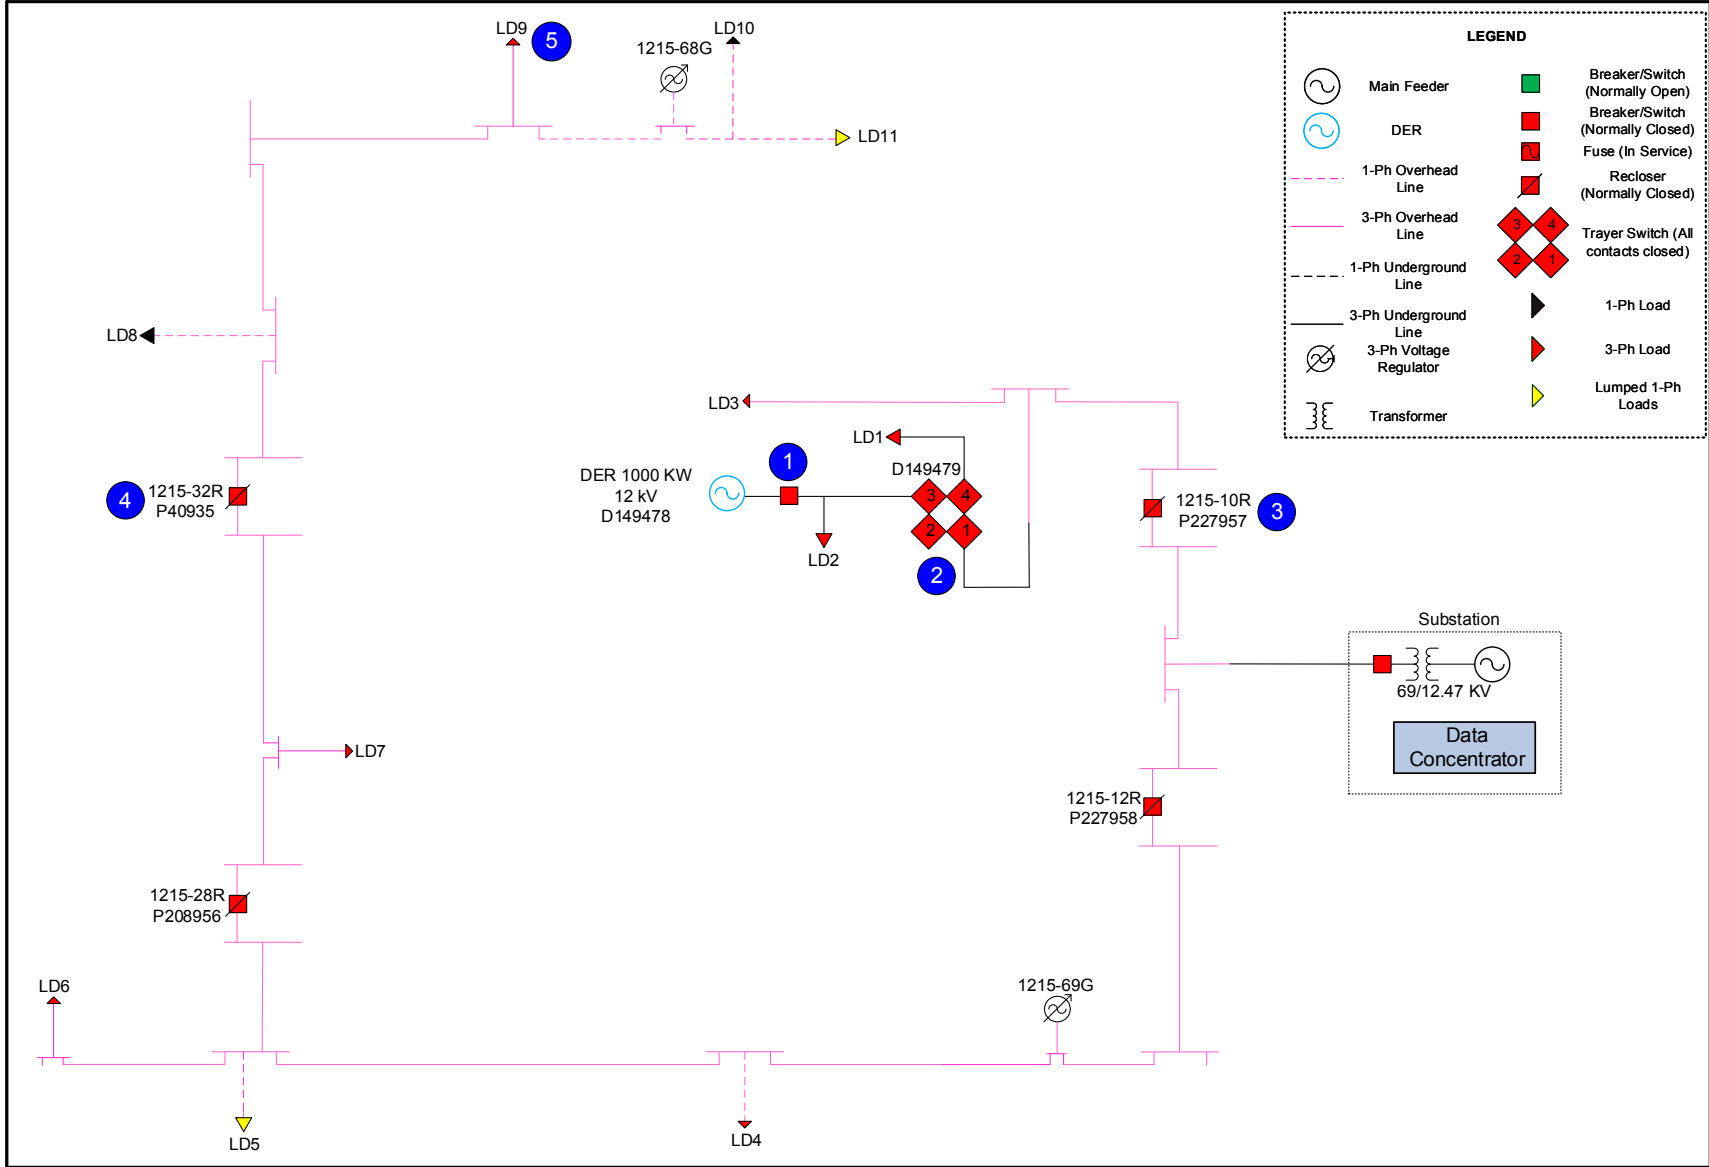 LD9
5
LD10
1215-68G
LD11
LD8
4
1215-32R
P40935
LD7
1215-28R
P208956
LD6
LD5
LD4
1215-69G
LD3
LD1
1
DER 1000 KW
12 kV
D149478
LD2
D149479
3
4
2
1
2
1215-10R
P227957
3
Substation
69/12.47 KV
Data
Concentrator
1215-12R
P227958
LEGEND
Main Feeder
DER
1-Ph Overhead
Line
3-Ph Overhead
Line
1-Ph Underground
Line
3-Ph Underground
Line
3-Ph Voltage
Regulator
Transformer
Breaker/Switch
(Normally Open)
Breaker/Switch
(Normally Closed)
Fuse (In Service)
Recloser
(Normally Closed)
3
4
2
1
Trayer Switch (All
contacts closed)
1-Ph Load
3-Ph Load
Lumped 1-Ph
Loads